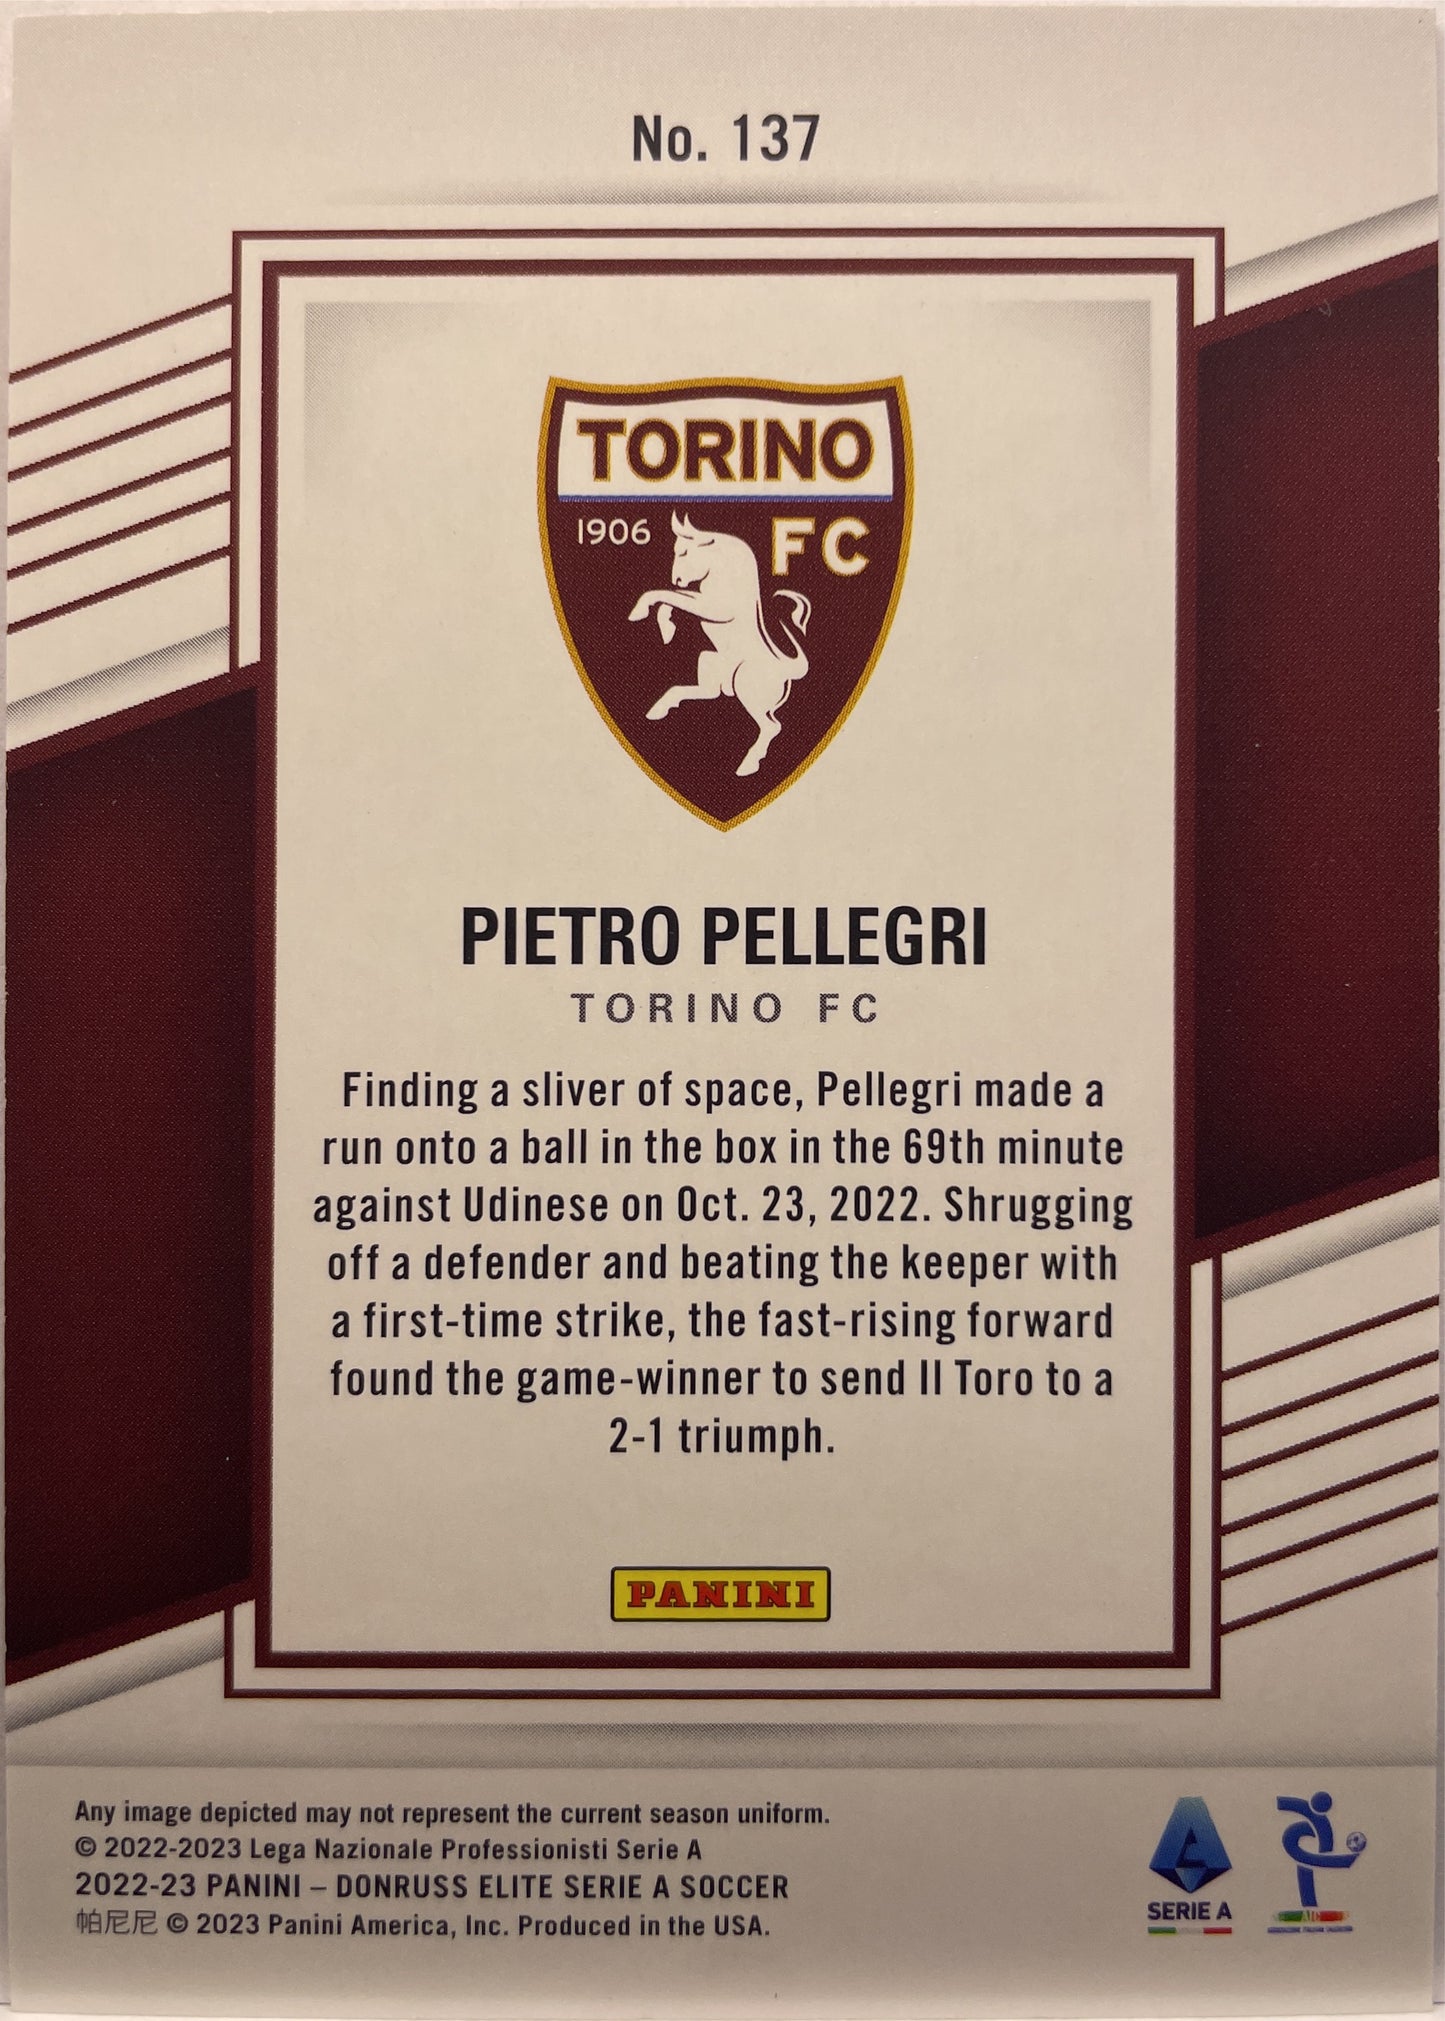 No. 137
TORINO
1906 FC
PIETRO PELLEGRI
TORINO FC
Finding a sliver of space, Pellegri made a
run onto a ball in the box in the 69th minute
against Udinese on Oct. 23, 2022. Shrugging
off a defender and beating the keeper with
a first-time strike, the fast-rising forward
found the game-winner to send Il Toro to a
2-1 triumph.
PANINI
Any image depicted may not represent the current season uniform.
© 2022-2023 Lega Nazionale Professionisti Serie A
2022-23 PANINI – DONRUSS ELITE SERIE A SOCCER
帕尼尼 © 2023 Panini America, Inc. Produced in the USA.
SERIE A